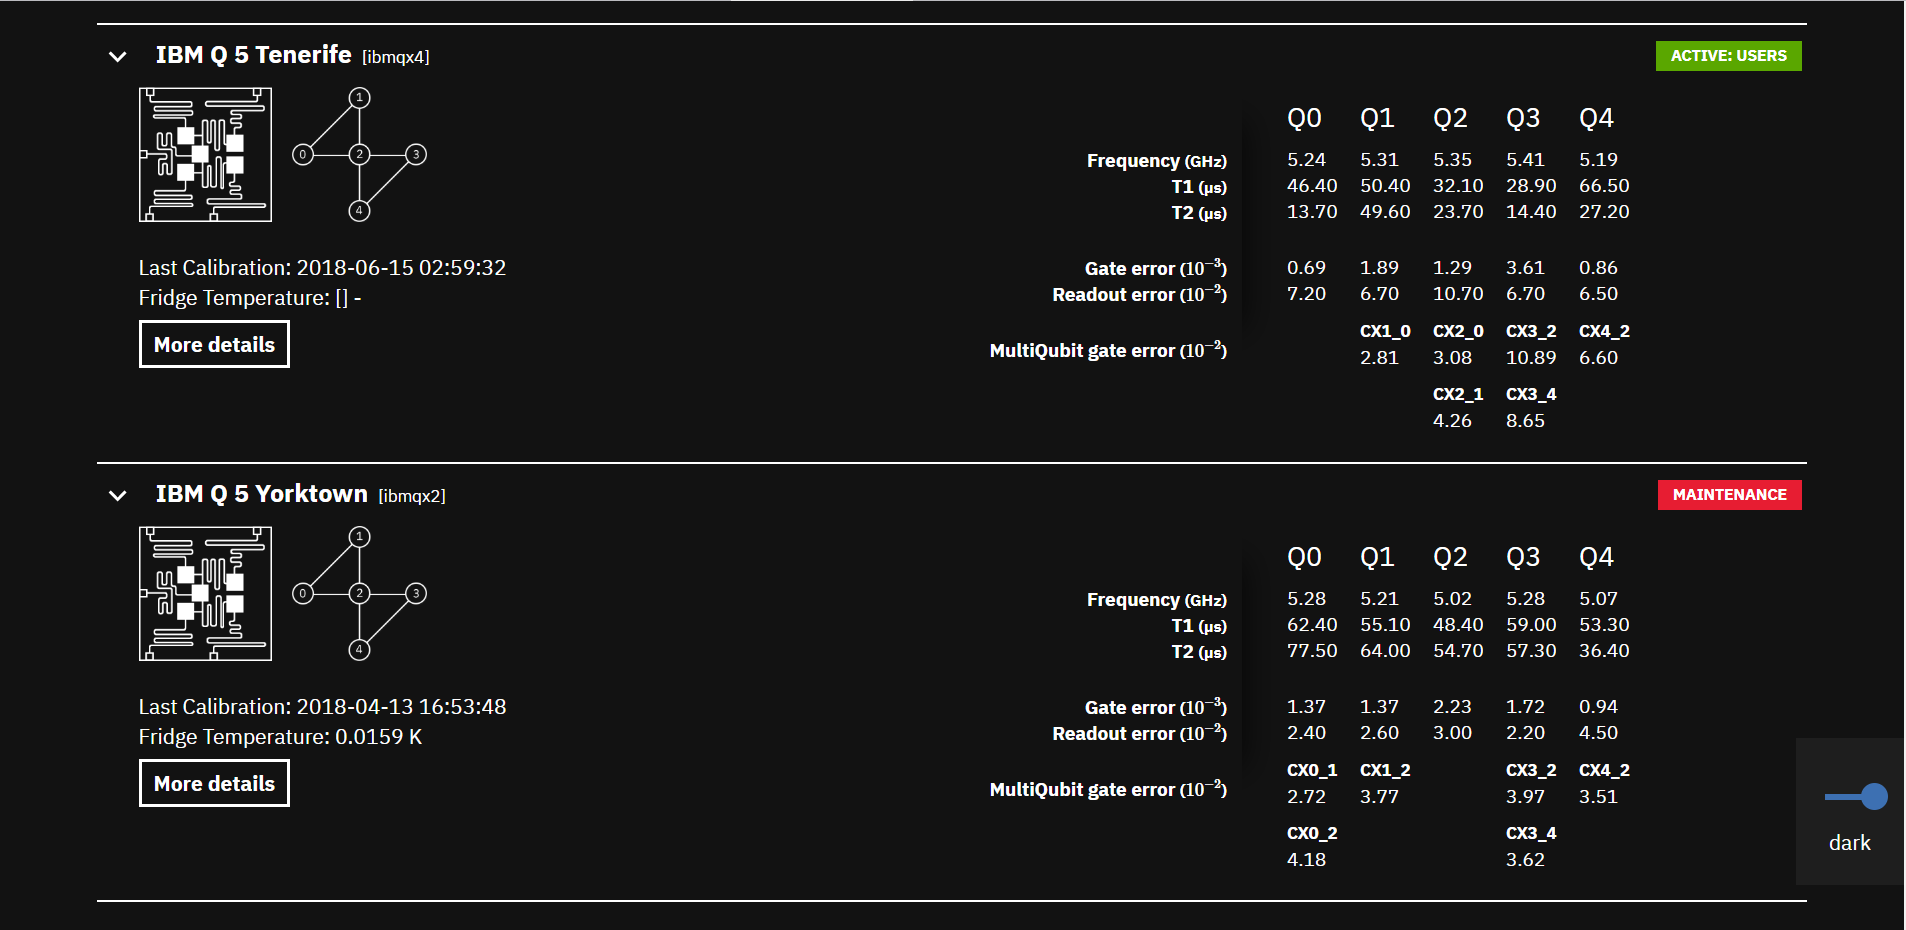 IBM Q 5 Tenerife [ibmqx4]
ACTIVE: USERS
1
0 2 3
4
Last Calibration: 2018-06-15 02:59:32
Fridge Temperature: [] -
More details
Q0 Q1 Q2 Q3 Q4
Frequency (GHz) 5.24 5.31 5.35 5.41 5.19
T1 (µs) 46.40 50.40 32.10 28.90 66.50
T2 (µs) 13.70 49.60 23.70 14.40 27.20
Gate error (10⁻³) 0.69 1.89 1.29 3.61 0.86
Readout error (10⁻²) 7.20 6.70 10.70 6.70 6.50
CX1_0 CX2_0 CX3_2 CX4_2
MultiQubit gate error (10⁻²) 2.81 3.08 10.89 6.60
CX2_1 CX3_4
4.26 8.65
IBM Q 5 Yorktown [ibmqx2]
MAINTENANCE
1
0 2 3
4
Last Calibration: 2018-04-13 16:53:48
Fridge Temperature: 0.0159 K
More details
Q0 Q1 Q2 Q3 Q4
Frequency (GHz) 5.28 5.21 5.02 5.28 5.07
T1 (µs) 62.40 55.10 48.40 59.00 53.30
T2 (µs) 77.50 64.00 54.70 57.30 36.40
Gate error (10⁻³) 1.37 1.37 2.23 1.72 0.94
Readout error (10⁻²) 2.40 2.60 3.00 2.20 4.50
CX0_1 CX1_2 CX3_2 CX4_2
MultiQubit gate error (10⁻²) 2.72 3.77 3.97 3.51
CX0_2 CX3_4
4.18 3.62
dark